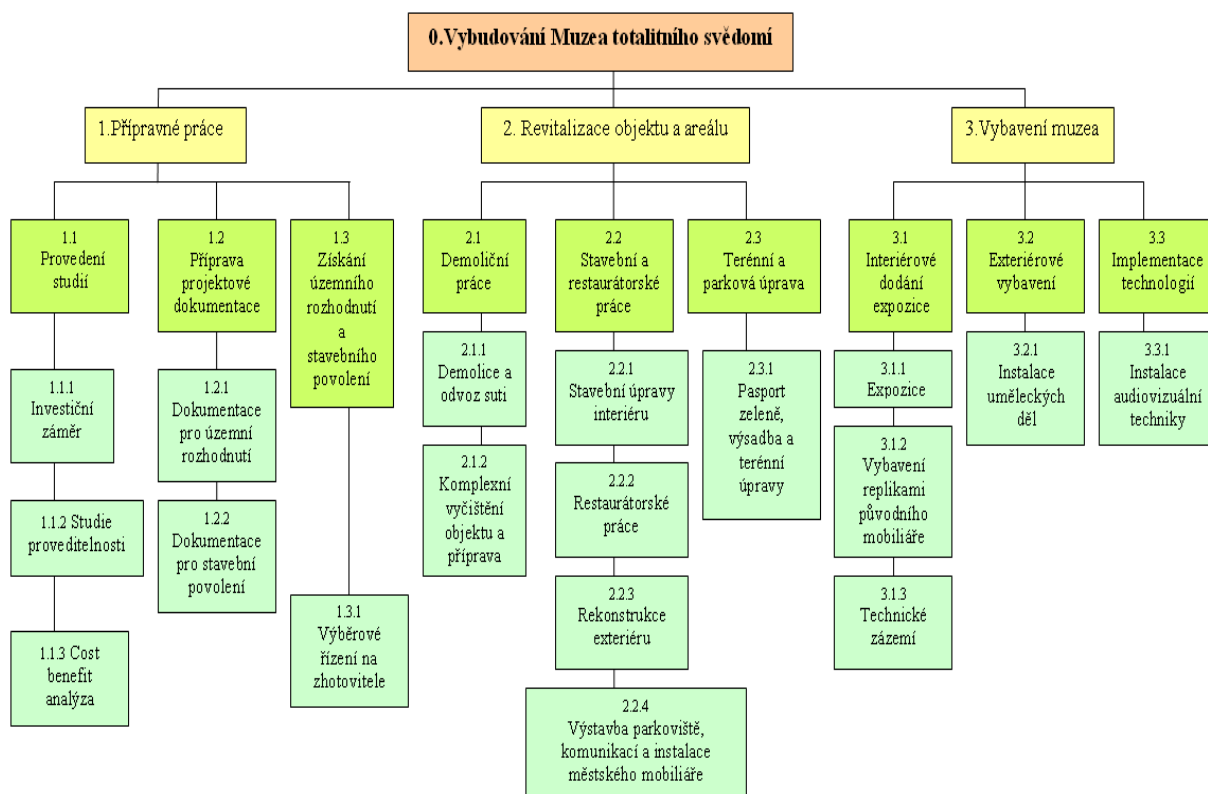 0.Vybudování Muzea totalitního svědomí
1.Přípravné práce
2. Revitalizace objektu a areálu
3.Vybavení muzea
1.1
Provedení
studií
1.2
Příprava
projektové
dokumentace
1.3
Získání
územního
rozhodnutí
a
stavebního
povolení
2.1
Demoliční
práce
2.2
Stavební a
restaurátorské
práce
2.3
Terénní a
parková úprava
3.1
Interiérové
dodání
expozice
3.2
Exteriérové
vybavení
3.3
Implementace
technologií
1.1.1
Investiční
záměr
1.1.2 Studie
proveditelnosti
1.1.3 Cost
benefit
analýza
1.2.1
Dokumentace
pro územní
rozhodnutí
1.2.2
Dokumentace
pro stavební
povolení
1.3.1
Výběrové
řízení na
zhotovitele
2.1.1
Demolice a
odvoz suti
2.1.2
Komplexní
vyčištění
objektu a
příprava
2.2.1
Stavební úpravy
interiéru
2.2.2
Restaurátorské
práce
2.2.3
Rekonstrukce
exteriéru
2.2.4
Výstavba parkoviště,
komunikací a instalace
městského mobiliáře
2.3.1
Pasport
zeleně,
výsadba a
terénní
úpravy
3.1.1
Expozice
3.1.2
Vybavení
replikami
původního
mobiliáře
3.1.3
Technické
zázemí
3.2.1
Instalace
uměleckých
děl
3.3.1
Instalace
audiovizuální
techniky